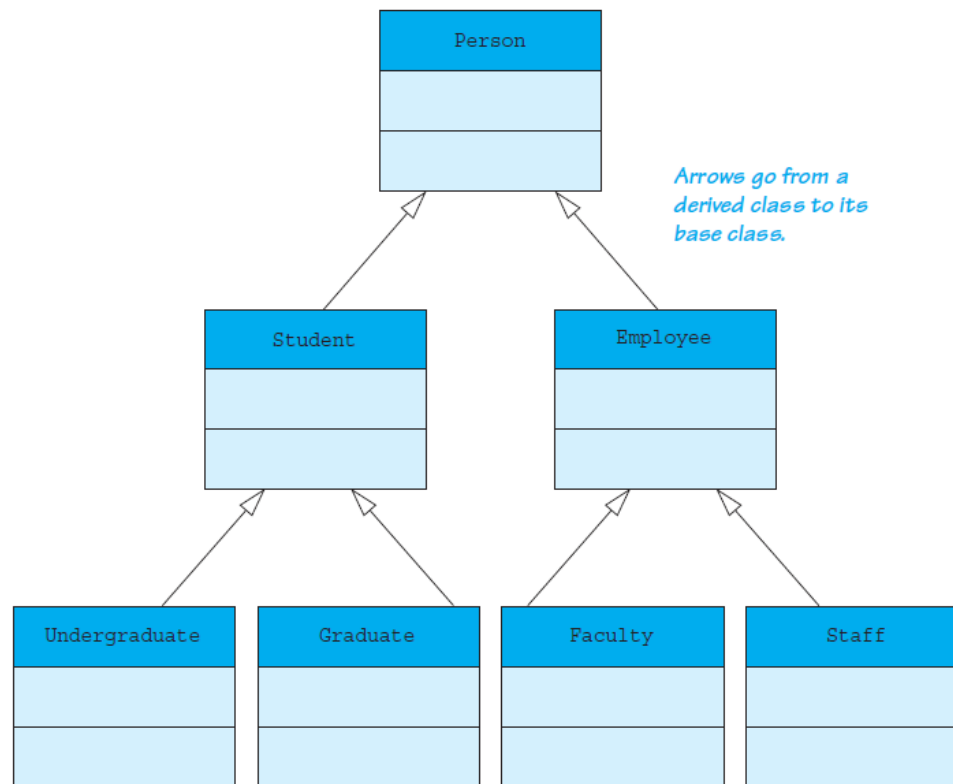 Person
Arrows go from a
derived class to its
base class.
Student
Employee
Undergraduate
Graduate
Faculty
Staff